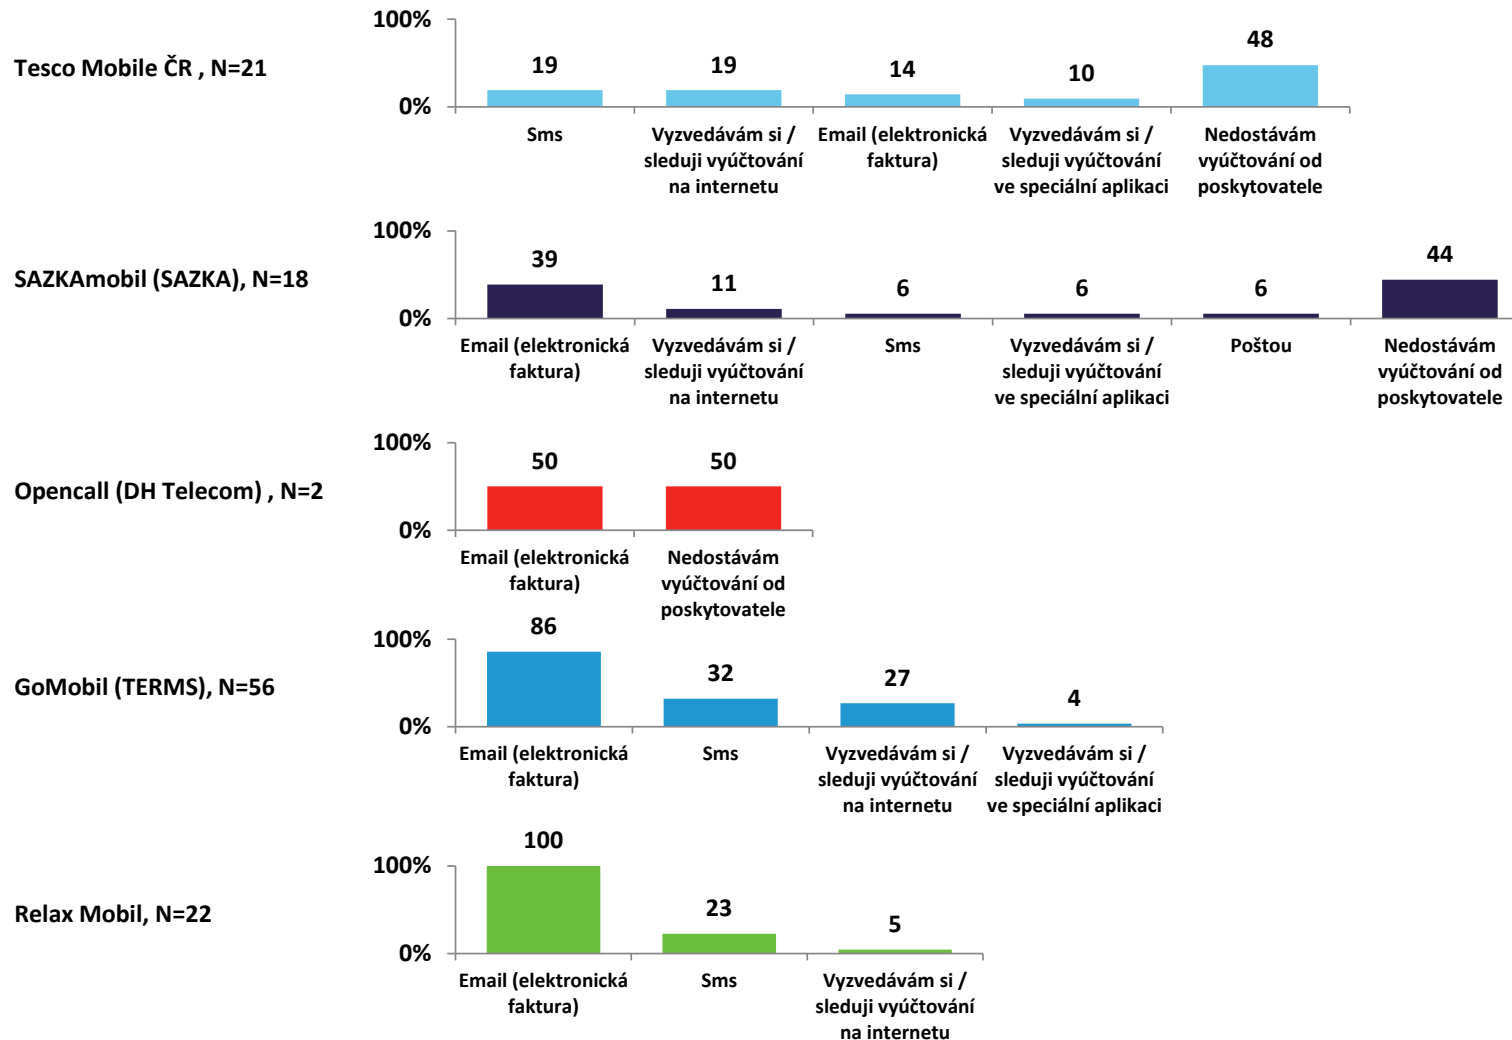 Tesco Mobile ČR , N=21
100%
0%
19
19
14
10
48
Sms
Vyzvedávám si /
sleduji vyúčtování
na internetu
Email (elektronická
faktura)
Vyzvedávám si /
sleduji vyúčtování
ve speciální aplikaci
Nedostávám
vyúčtování od
poskytovatele
SAZKAmobil (SAZKA), N=18
100%
0%
39
11
6
6
6
44
Email (elektronická
faktura)
Vyzvedávám si /
sleduji vyúčtování
na internetu
Sms
Vyzvedávám si /
sleduji vyúčtování
ve speciální aplikaci
Poštou
Nedostávám
vyúčtování od
poskytovatele
Opencall (DH Telecom) , N=2
100%
0%
50
50
Email (elektronická
faktura)
Nedostávám
vyúčtování od
poskytovatele
GoMobil (TERMS), N=56
100%
0%
86
32
27
4
Email (elektronická
faktura)
Sms
Vyzvedávám si /
sleduji vyúčtování
na internetu
Vyzvedávám si /
sleduji vyúčtování
ve speciální aplikaci
Relax Mobil, N=22
100%
0%
100
23
5
Email (elektronická
faktura)
Sms
Vyzvedávám si /
sleduji vyúčtování
na internetu